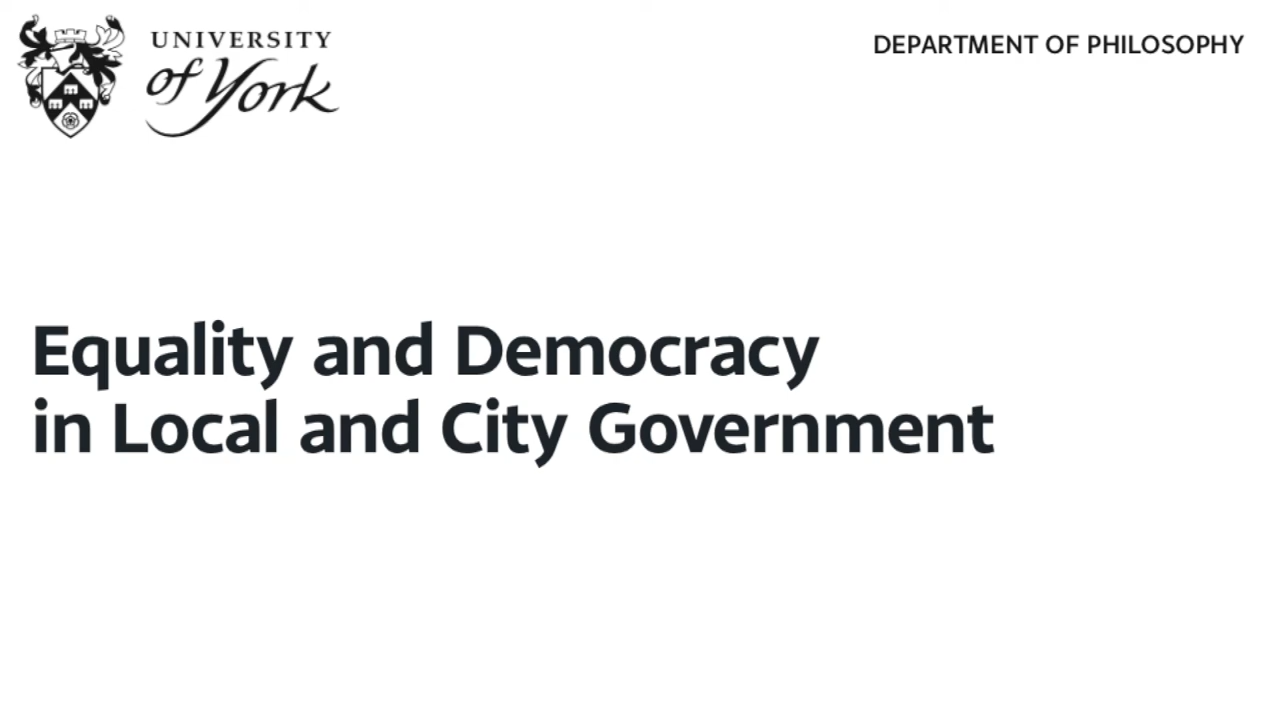 UNIVERSITY
of York
DEPARTMENT OF PHILOSOPHY
Equality and Democracy
in Local and City Government